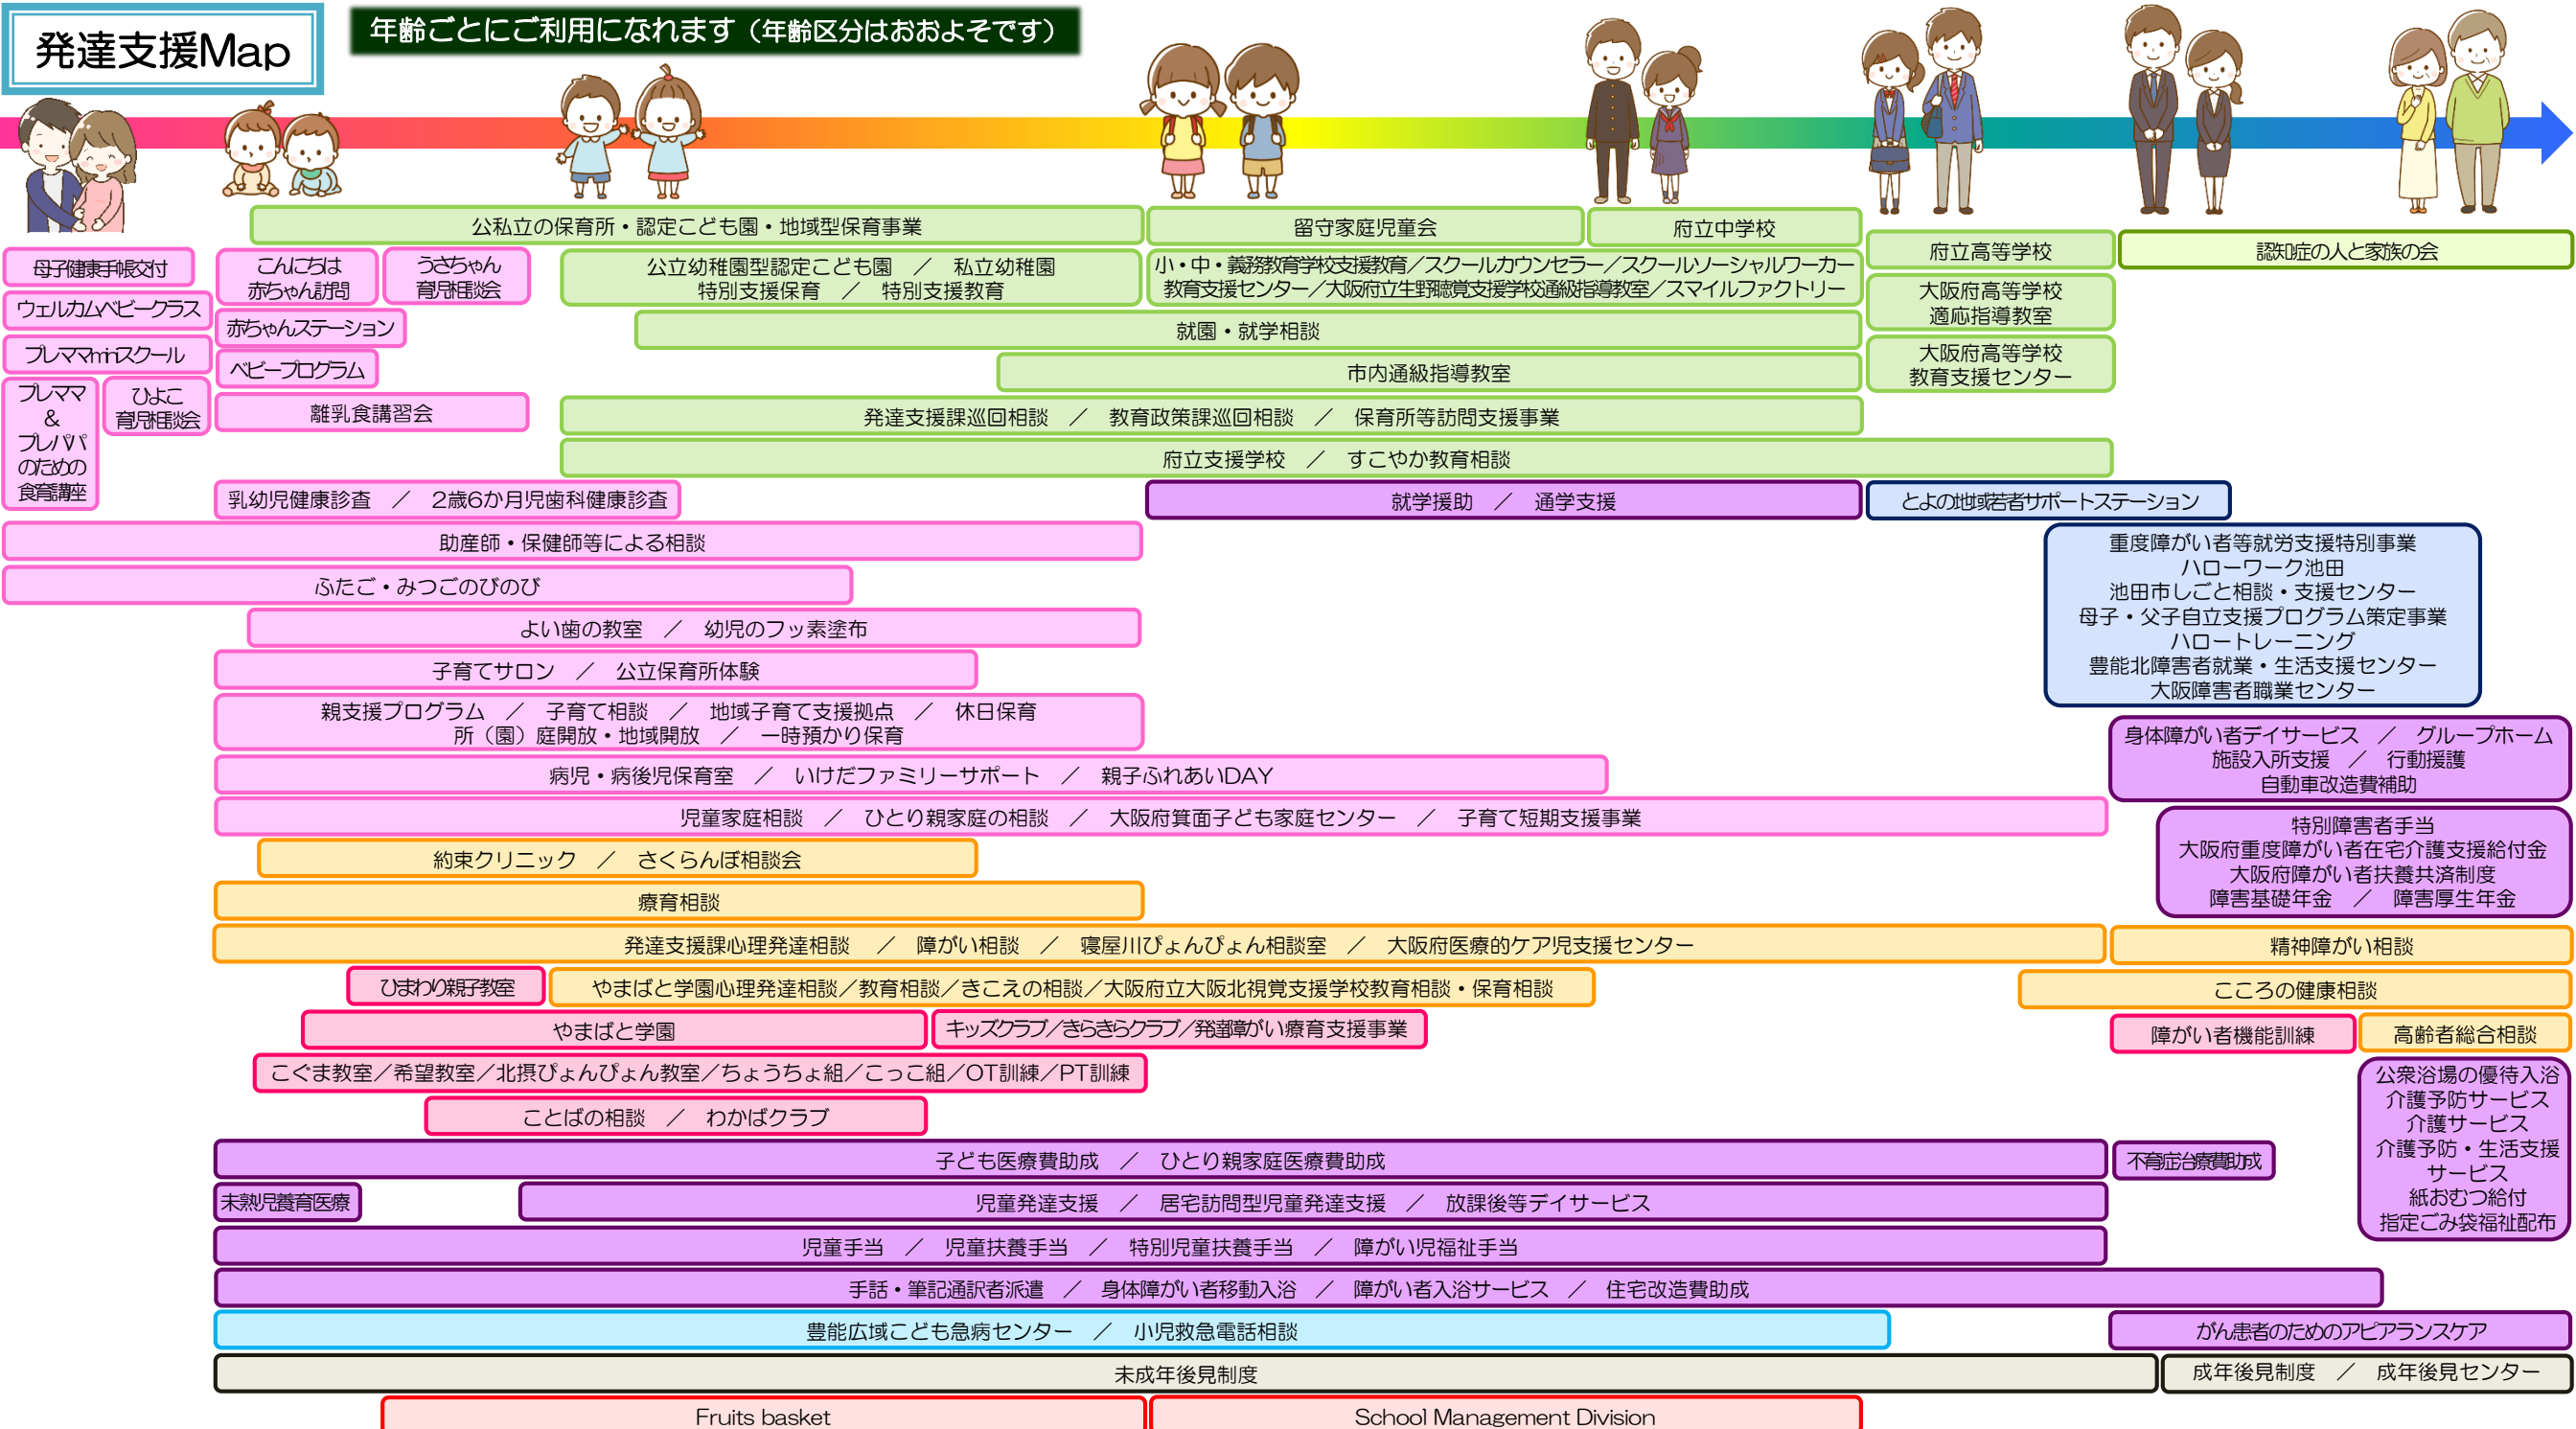 発達支援Map
年齢ごとにご利用になれます（年齢区分はおおよそです）
公私立の保育所・認定こども園・地域型保育事業
留守家庭児童会
府立中学校
府立高等学校
認知症の人と家族の会
母子健康手帳交付
こんにちは
赤ちゃん訪問
うさちゃん
育児相談会
公立幼稚園型認定こども園　／　私立幼稚園
特別支援保育　／　特別支援教育
小・中・義務教育学校支援教育／スクールカウンセラー／スクールソーシャルワーカー
教育支援センター／大阪府立生野聴覚支援学校通級指導教室／スマイルファクトリー
大阪府高等学校
適応指導教室
ウェルカムベビークラス
赤ちゃんステーション
就園・就学相談
プレママminiスクール
ベビープログラム
市内通級指導教室
大阪府高等学校
教育支援センター
プレママ
＆
プレパパ
のための
食育講座
ひよこ
育児相談会
離乳食講習会
発達支援課巡回相談　／　教育政策課巡回相談　／　保育所等訪問支援事業
府立支援学校　／　すこやか教育相談
乳幼児健康診査　／　2歳6か月児歯科健康診査
就学援助　／　通学支援
とよの地域若者サポートステーション
助産師・保健師等による相談
重度障がい者等就労支援特別事業
ハローワーク池田
池田市しごと相談・支援センター
母子・父子自立支援プログラム策定事業
ハロートレーニング
豊能北障害者就業・生活支援センター
大阪障害者職業センター
ふたご・みつごのびのび
よい歯の教室　／　幼児のフッ素塗布
子育てサロン　／　公立保育所体験
親支援プログラム　／　子育て相談　／　地域子育て支援拠点　／　休日保育
所（園）庭開放・地域開放　／　一時預かり保育
身体障がい者デイサービス　／　グループホーム
施設入所支援　／　行動援護
自動車改造費補助
病児・病後児保育室　／　いけだファミリーサポート　／　親子ふれあいDAY
児童家庭相談　／　ひとり親家庭の相談　／　大阪府箕面子ども家庭センター　／　子育て短期支援事業
特別障害者手当
大阪府重度障がい者在宅介護支援給付金
大阪府障がい者扶養共済制度
障害基礎年金　／　障害厚生年金
約束クリニック　／　さくらんぼ相談会
療育相談
発達支援課心理発達相談　／　障がい相談　／　寝屋川ぴょんぴょん相談室　／　大阪府医療的ケア児支援センター
精神障がい相談
ひまわり親子教室
やまばと学園心理発達相談／教育相談／きこえの相談／大阪府立大阪北視覚支援学校教育相談・保育相談
こころの健康相談
やまばと学園
キッズクラブ／きらきらクラブ／発達障がい療育支援事業
障がい者機能訓練
高齢者総合相談
こぐま教室／希望教室／北摂ぴょんぴょん教室／ちょうちょ組／こっこ組／OT訓練／PT訓練
公衆浴場の優待入浴
介護予防サービス
介護サービス
介護予防・生活支援
サービス
紙おむつ給付
指定ごみ袋福祉配布
ことばの相談　／　わかばクラブ
子ども医療費助成　／　ひとり親家庭医療費助成
不育症治療費助成
未熟児養育医療
児童発達支援　／　居宅訪問型児童発達支援　／　放課後等デイサービス
児童手当　／　児童扶養手当　／　特別児童扶養手当　／　障がい児福祉手当
手話・筆記通訳者派遣　／　身体障がい者移動入浴　／　障がい者入浴サービス　／　住宅改造費助成
豊能広域こども急病センター　／　小児救急電話相談
がん患者のためのアピアランスケア
未成年後見制度
成年後見制度　／　成年後見センター
Fruits basket
School Management Division